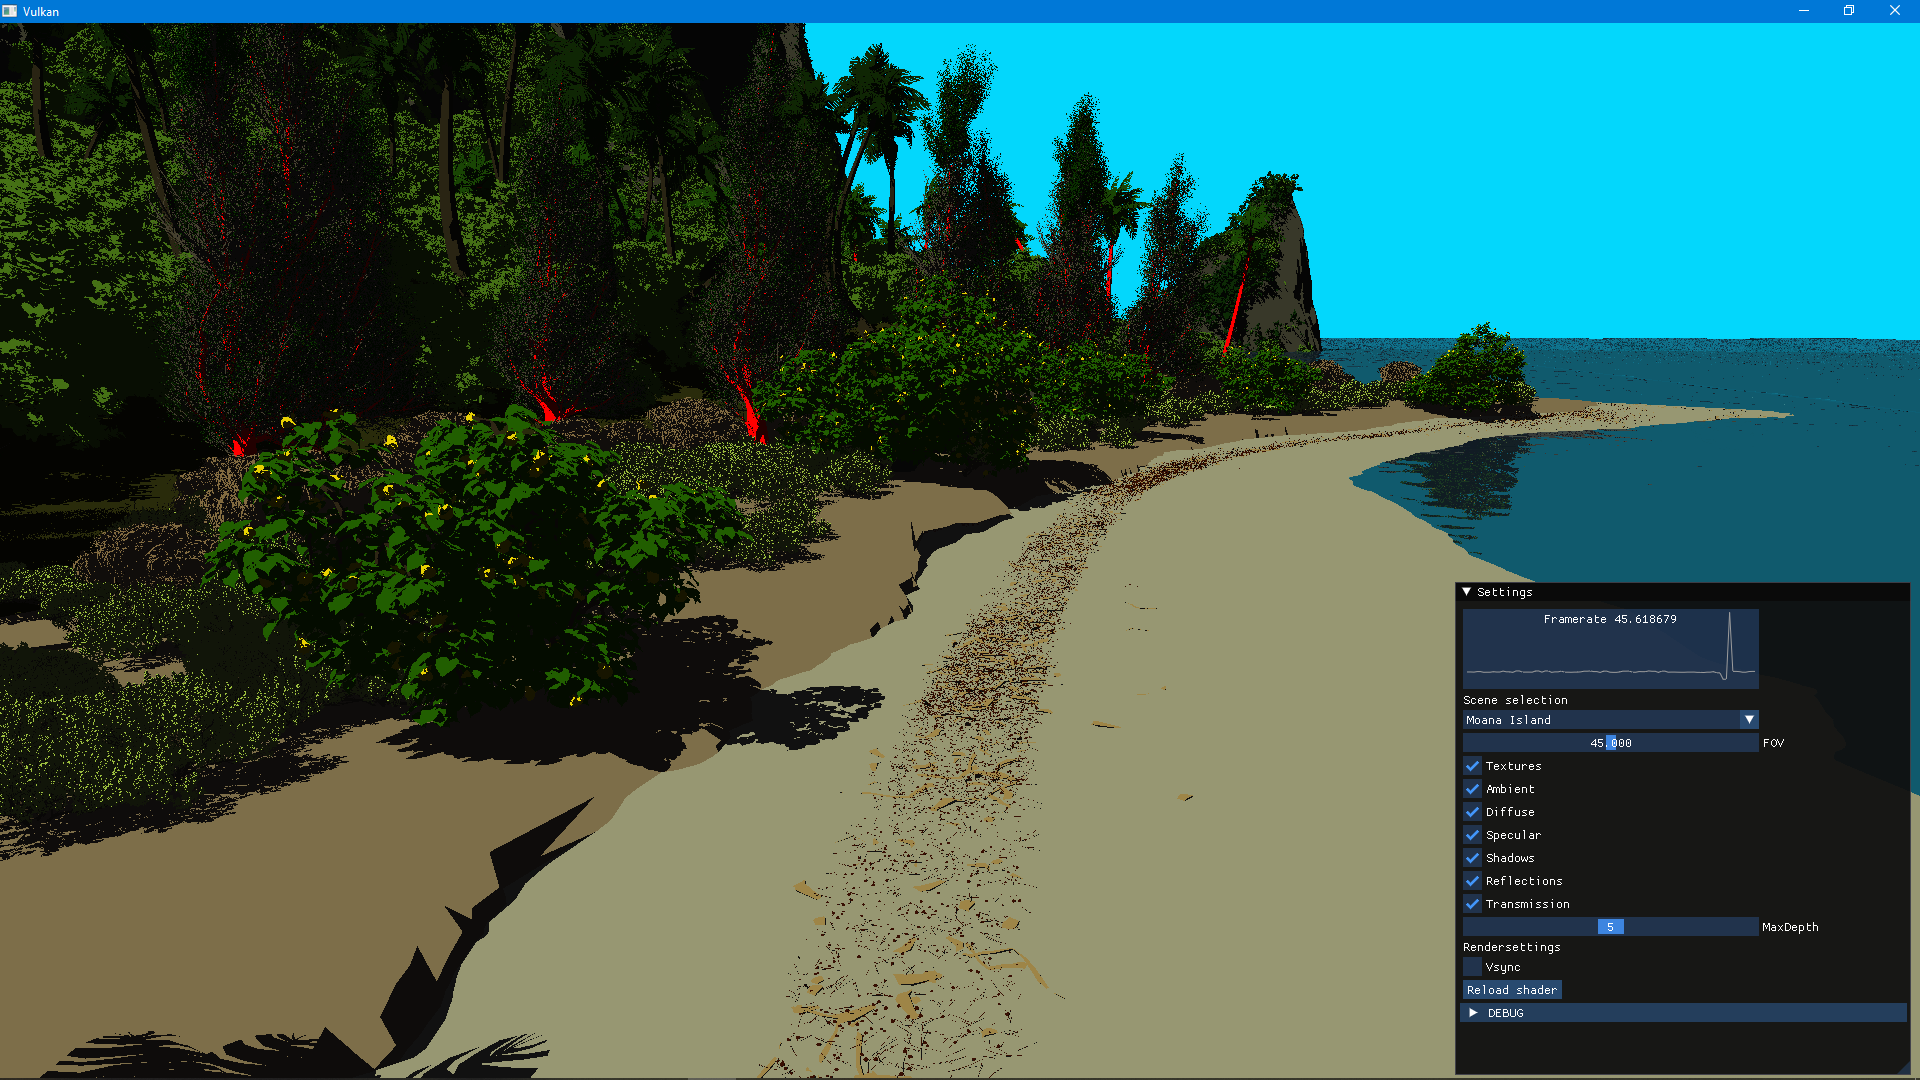 Vulkan
Settings
Framerate 45.618679
Scene selection
Moana Island
45.000 FOV
Textures
Ambient
Diffuse
Specular
Shadows
Reflections
Transmission
5 MaxDepth
Rendersettings
Vsync
Reload shader
DEBUG